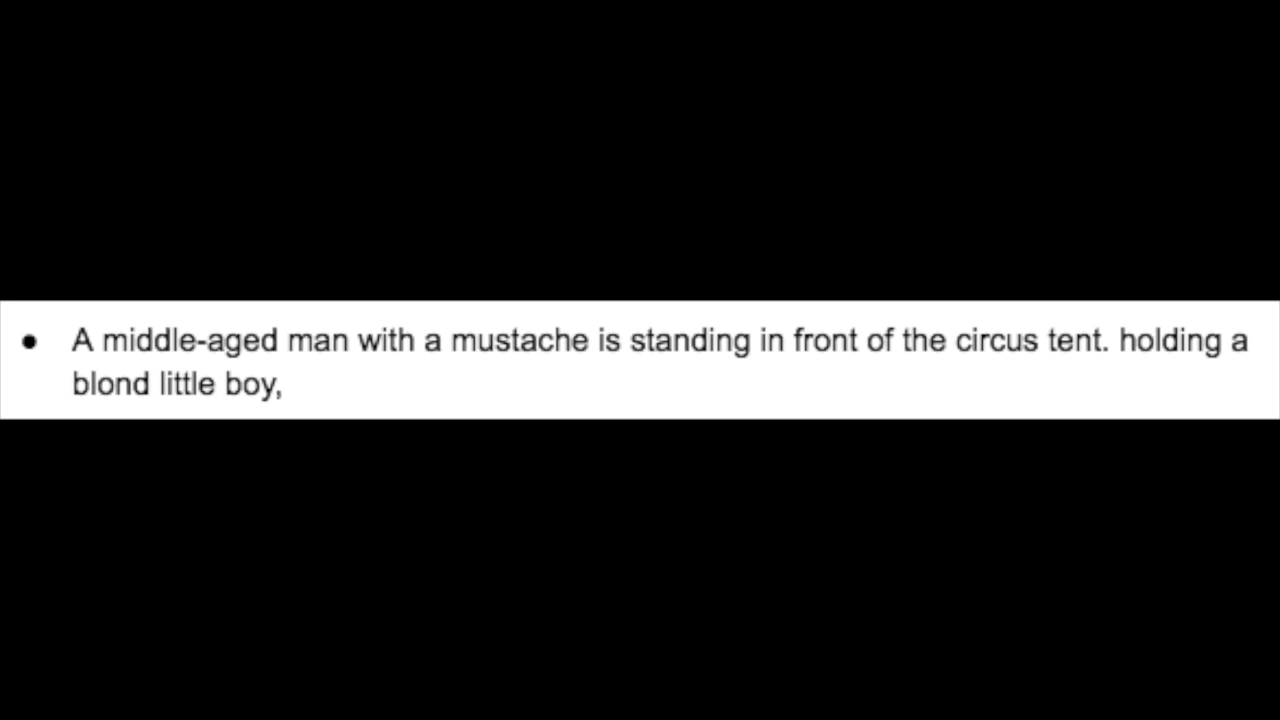 ● A middle-aged man with a mustache is standing in front of the circus tent. holding a
blond little boy,